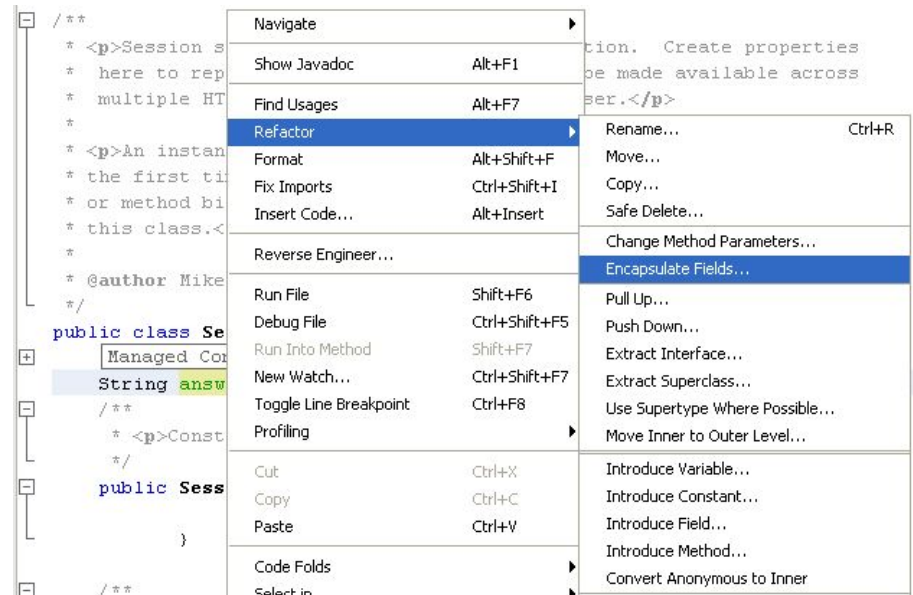 /**
* <p>Session s
tion.  Create properties
*  here to rep
be made available across
*  multiple HT
ser.</p>
*
* <p>An instan
* the first ti
* or method bi
* this class.<
*
* @author Mike
*/
public class Se
Managed Cor
String answ
/**
* <p>Const
*/
public Sess
}
/**
Navigate
Show Javadoc Alt+F1
Find Usages Alt+F7
Refactor
Format Alt+Shift+F
Fix Imports Ctrl+Shift+I
Insert Code... Alt+Insert
Reverse Engineer...
Run File Shift+F6
Debug File Ctrl+Shift+F5
Run Into Method Shift+F7
New Watch... Ctrl+Shift+F7
Toggle Line Breakpoint Ctrl+F8
Profiling
Cut Ctrl+X
Copy Ctrl+C
Paste Ctrl+V
Code Folds
Select in
Rename... Ctrl+R
Move...
Copy...
Safe Delete...
Change Method Parameters...
Encapsulate Fields...
Pull Up...
Push Down...
Extract Interface...
Extract Superclass...
Use Supertype Where Possible...
Move Inner to Outer Level...
Introduce Variable...
Introduce Constant...
Introduce Field...
Introduce Method...
Convert Anonymous to Inner